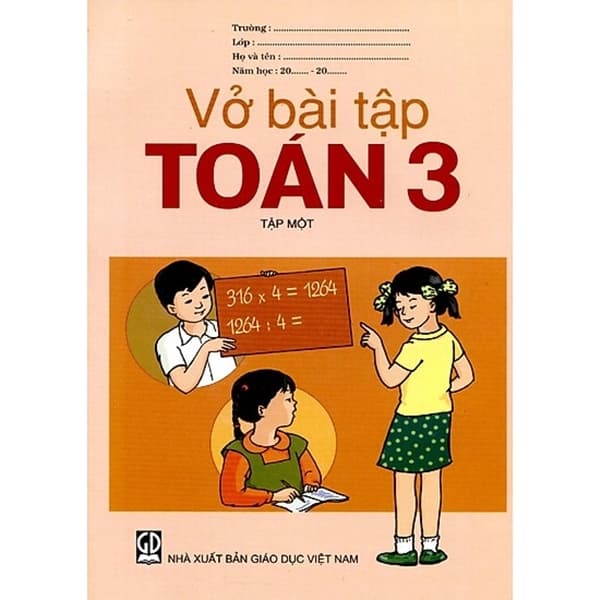 Trường : ..................................................
Lớp : .........................................................
Họ và tên : ...............................................
Năm học : 20....... - 20........
Vở bài tập
TOÁN 3
TẬP MỘT
316 x 4 = 1264
1264 : 4 =
GD
NHÀ XUẤT BẢN GIÁO DỤC VIỆT NAM